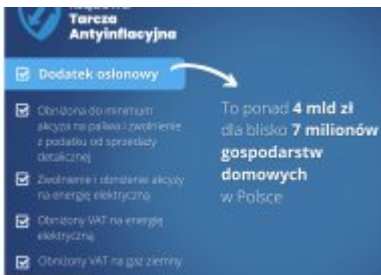 Rządowa
Tarcza
Antyinflacyjna
Dodatek osłonowy
Obniżona do minimum
akcyza na paliwa i zwolnienie
z podatku od sprzedaży
detalicznej
Zwolnienie i obniżenie akcyzy
na energię elektryczną
Obniżony VAT na energię
elektryczną
Obniżony VAT na gaz ziemny
To ponad 4 mld zł
dla blisko 7 milionów
gospodarstw
domowych
w Polsce